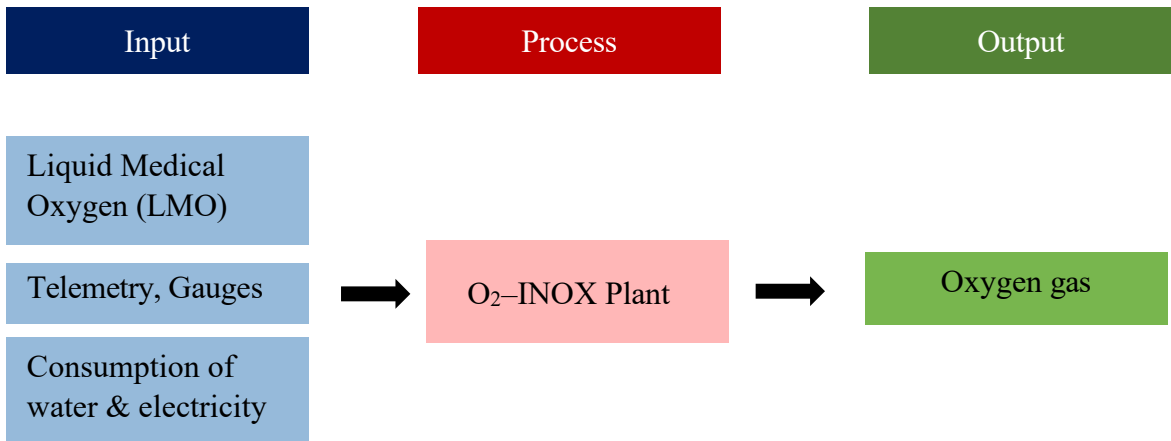 Input
Process
Output
Liquid Medical
Oxygen (LMO)
Telemetry, Gauges
Consumption of
water & electricity
O₂–INOX Plant
Oxygen gas